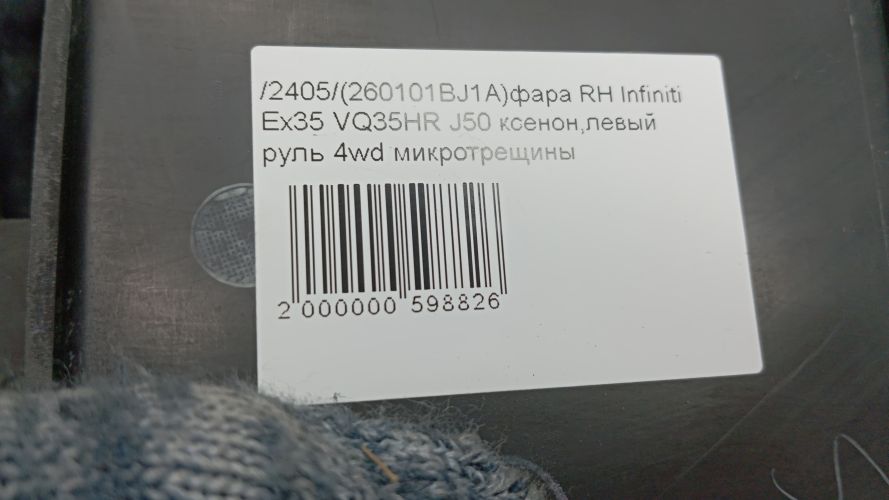 /2405/(260101BJ1A)фара RH Infiniti
Ex35 VQ35HR J50 ксенон,левый
руль 4wd микротрещины
2 000000 598826